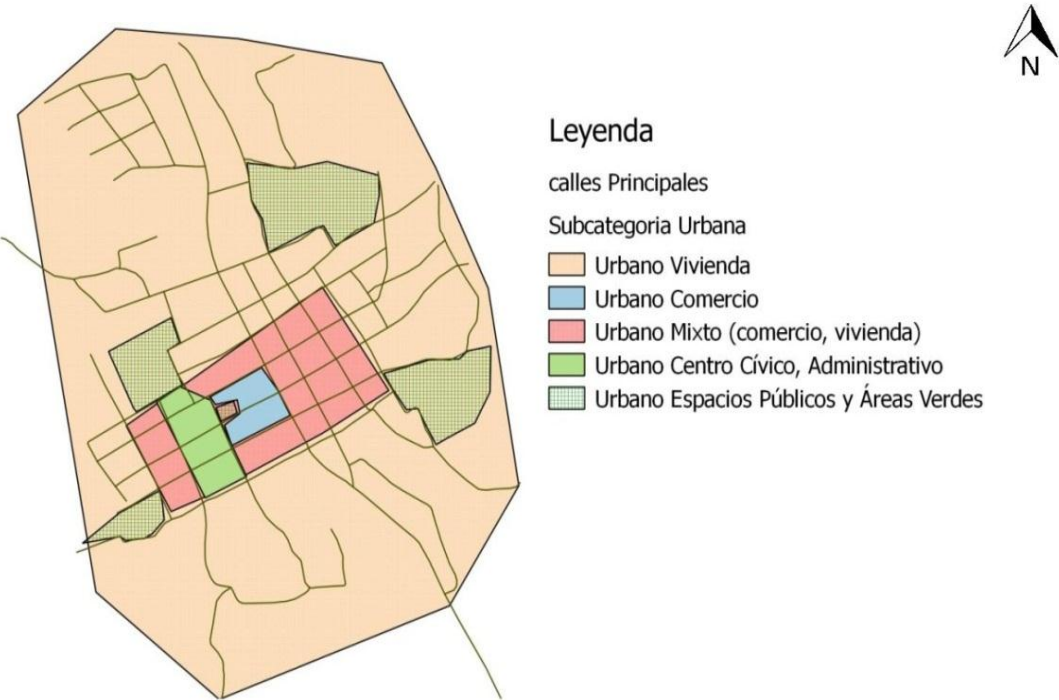 N
Leyenda
calles Principales
Subcategoria Urbana
Urbano Vivienda
Urbano Comercio
Urbano Mixto (comercio, vivienda)
Urbano Centro Cívico, Administrativo
Urbano Espacios Públicos y Áreas Verdes